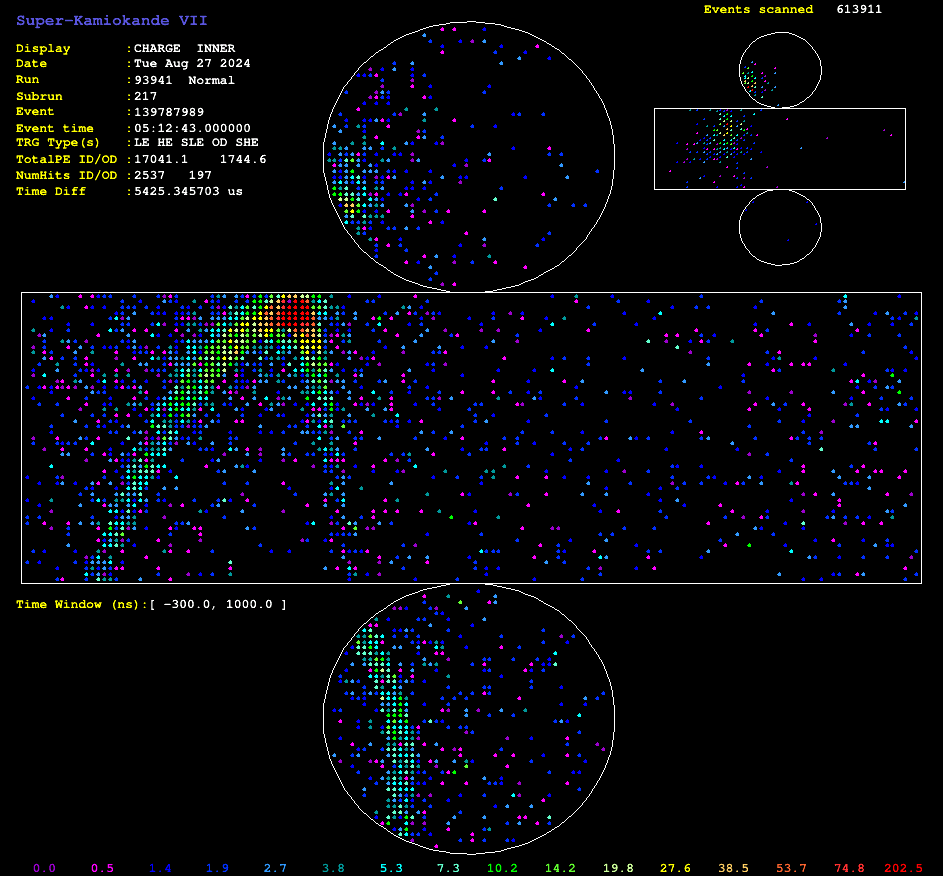 Super-Kamiokande VII
Events scanned 613911
Display :CHARGE INNER
Date :Tue Aug 27 2024
Run :93941 Normal
Subrun :217
Event :139787989
Event time :05:12:43.000000
TRG Type(s) :LE HE SLE OD SHE
TotalPE ID/OD :17041.1 1744.6
NumHits ID/OD :2537 197
Time Diff :5425.345703 us
Time Window (ns):[ -300.0, 1000.0 ]
0.0 0.5 1.4 1.9 2.7 3.8 5.3 7.3 10.2 14.2 19.8 27.6 38.5 53.7 74.8 202.5